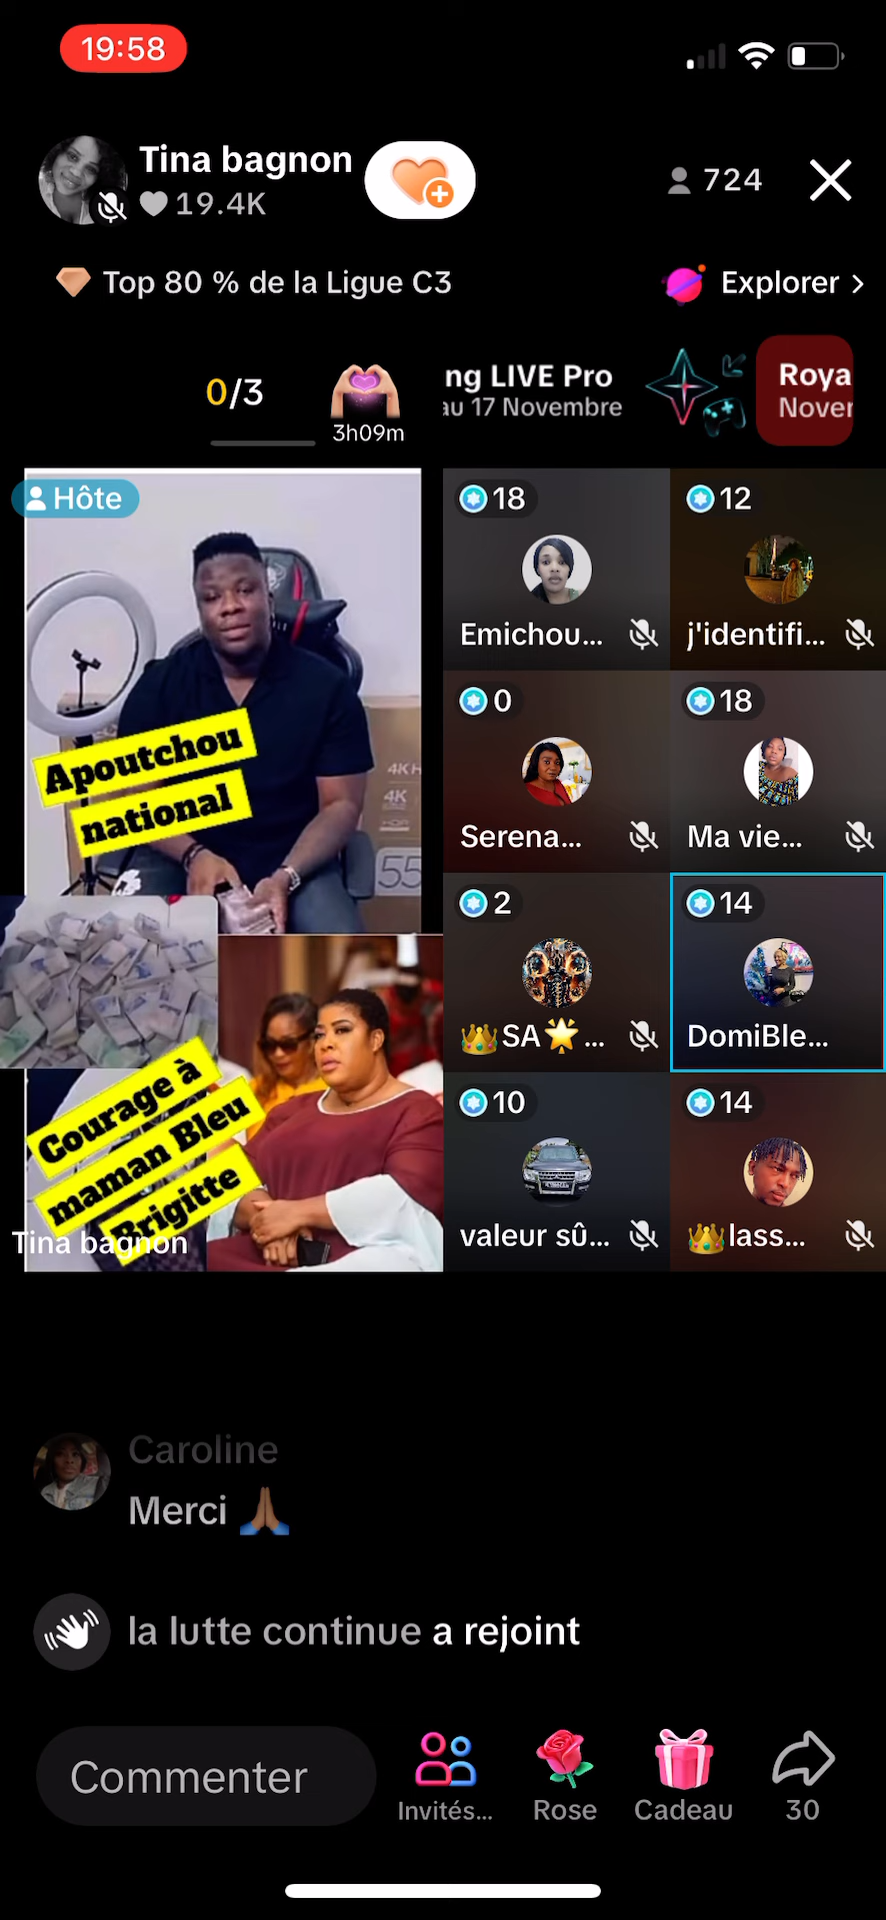 19:58
Tina bagnon
19.4K
724
Top 80 % de la Ligue C3
Explorer >
0/3
3h09m
ng LIVE Pro
au 17 Novembre
Roya
Nover
Hôte
Apoutchou
national
4K
4K
HDR
55
Courage à
maman Bleu
Brigitte
Tina bagnon
18
Emichou...
12
j'identifi...
0
Serena...
18
Ma vie...
2
👑SA🌟...
14
DomiBle...
10
valeur sû...
14
👑lass...
Caroline
Merci 🙏🏽
la lutte continue a rejoint
Commenter
Invités...
Rose
Cadeau
30